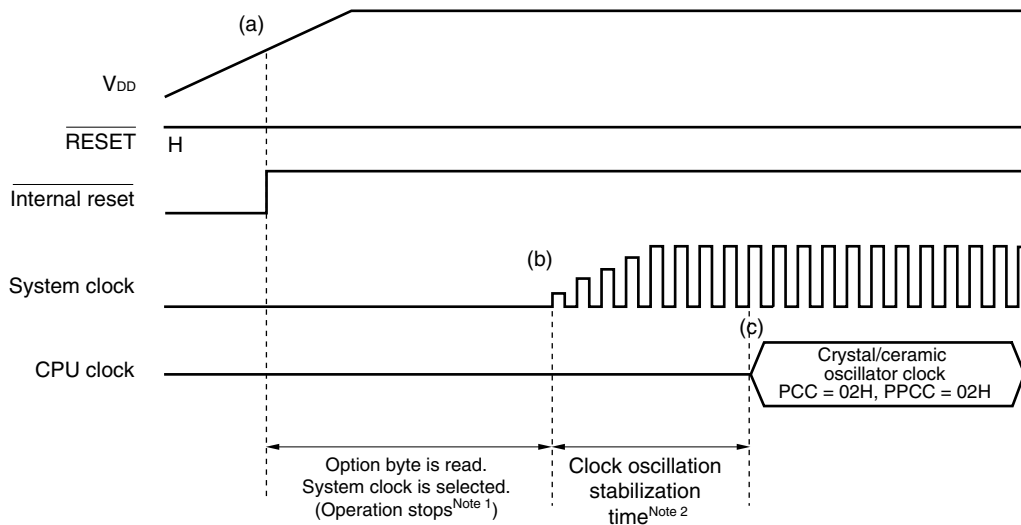 (a)
VDD
RESET
H
Internal reset
(b)
System clock
(c)
CPU clock
Crystal/ceramic
oscillator clock
PCC = 02H, PPCC = 02H
Option byte is read.
System clock is selected.
(Operation stopsNote 1)
Clock oscillation
stabilization
timeNote 2